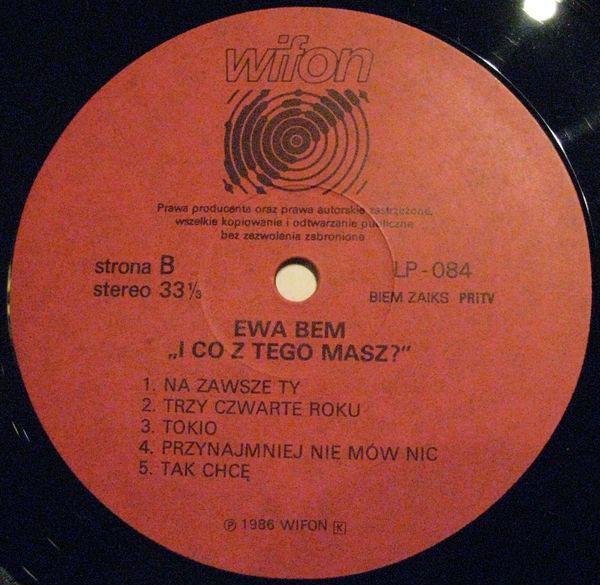 wifon
Prawa producenta oraz prawa autorskie zastrzeżone,
wszelkie kopiowanie i odtwarzanie publiczne
bez zezwolenia zabronione
strona B
stereo 33⅓
LP-084
BIEM ZAIKS PRiTV
EWA BEM
„I CO Z TEGO MASZ?”
1. NA ZAWSZE TY
2. TRZY CZWARTE ROKU
3. TOKIO
4. PRZYNAJMNIEJ NIE MÓW NIC
5. TAK CHCĘ
Ⓟ 1986 WIFON K